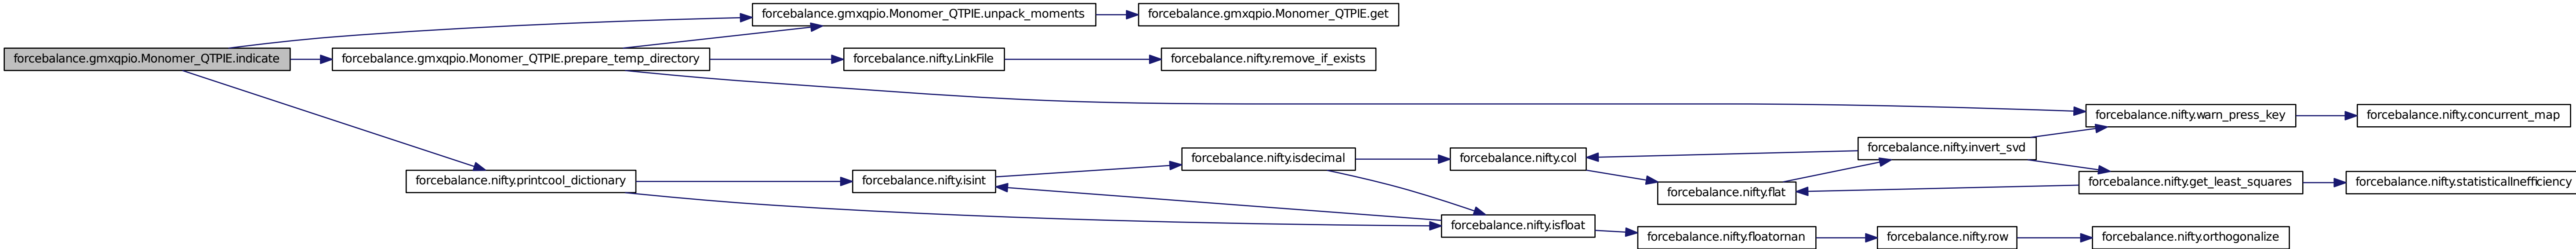 forcebalance.gmxqpio.Monomer_QTPIE.unpack_moments
forcebalance.gmxqpio.Monomer_QTPIE.get
forcebalance.gmxqpio.Monomer_QTPIE.indicate
forcebalance.gmxqpio.Monomer_QTPIE.prepare_temp_directory
forcebalance.nifty.LinkFile
forcebalance.nifty.remove_if_exists
forcebalance.nifty.warn_press_key
forcebalance.nifty.concurrent_map
forcebalance.nifty.invert_svd
forcebalance.nifty.isdecimal
forcebalance.nifty.col
forcebalance.nifty.printcool_dictionary
forcebalance.nifty.isint
forcebalance.nifty.flat
forcebalance.nifty.get_least_squares
forcebalance.nifty.statisticalInefficiency
forcebalance.nifty.isfloat
forcebalance.nifty.floatornan
forcebalance.nifty.row
forcebalance.nifty.orthogonalize